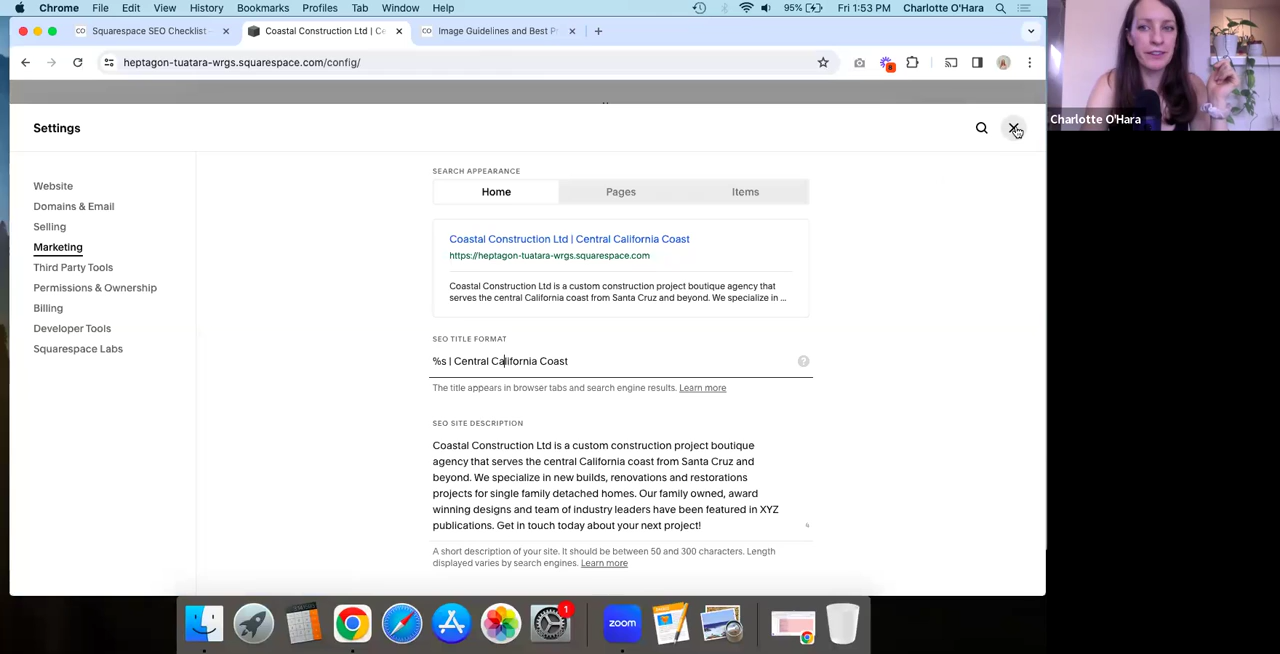 Chrome File Edit View History Bookmarks Profiles Tab Window Help 95% Fri 1:53 PM Charlotte O'Hara
CO Squarespace SEO Checklist Coastal Construction Ltd | Ce CO Image Guidelines and Best P
heptagon-tuatara-wrgs.squarespace.com/config/
8
Charlotte O'Hara
Settings
Website
Domains & Email
Selling
Marketing
Third Party Tools
Permissions & Ownership
Billing
Developer Tools
Squarespace Labs
SEARCH APPEARANCE
Home Pages Items
Coastal Construction Ltd | Central California Coast
https://heptagon-tuatara-wrgs.squarespace.com
Coastal Construction Ltd is a custom construction project boutique agency that
serves the central California coast from Santa Cruz and beyond. We specialize in ...
SEO TITLE FORMAT
%s | Central California Coast
?
The title appears in browser tabs and search engine results. Learn more
SEO SITE DESCRIPTION
Coastal Construction Ltd is a custom construction project boutique
agency that serves the central California coast from Santa Cruz and
beyond. We specialize in new builds, renovations and restorations
projects for single family detached homes. Our family owned, award
winning designs and team of industry leaders have been featured in XYZ
publications. Get in touch today about your next project!
A short description of your site. It should be between 50 and 300 characters. Length
displayed varies by search engines. Learn more
1
zoom